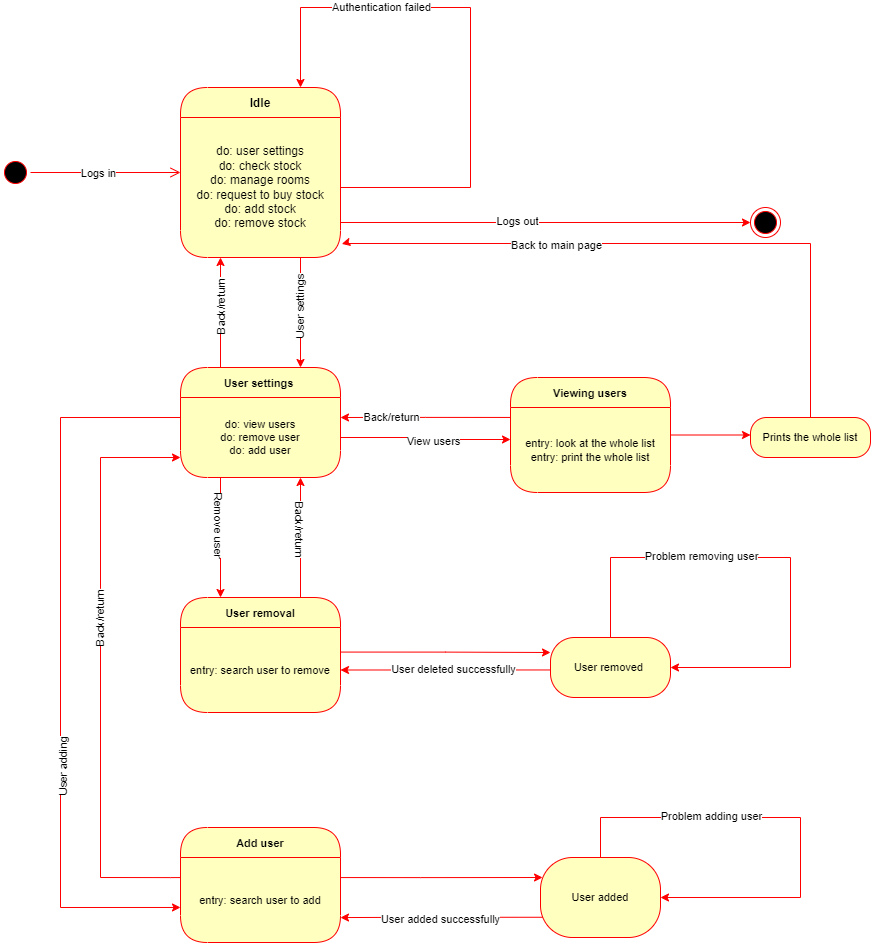 Authentication failed
Idle
do: user settings
do: check stock
do: manage rooms
do: request to buy stock
do: add stock
do: remove stock
Logs in
Logs out
Back to main page
Back/return
User settings
User settings
do: view users
do: remove user
do: add user
Back/return
View users
Viewing users
entry: look at the whole list
entry: print the whole list
Prints the whole list
Remove user
Back/return
Back/return
User removal
entry: search user to remove
User deleted successfully
Problem removing user
User removed
User adding
Add user
entry: search user to add
User added successfully
Problem adding user
User added